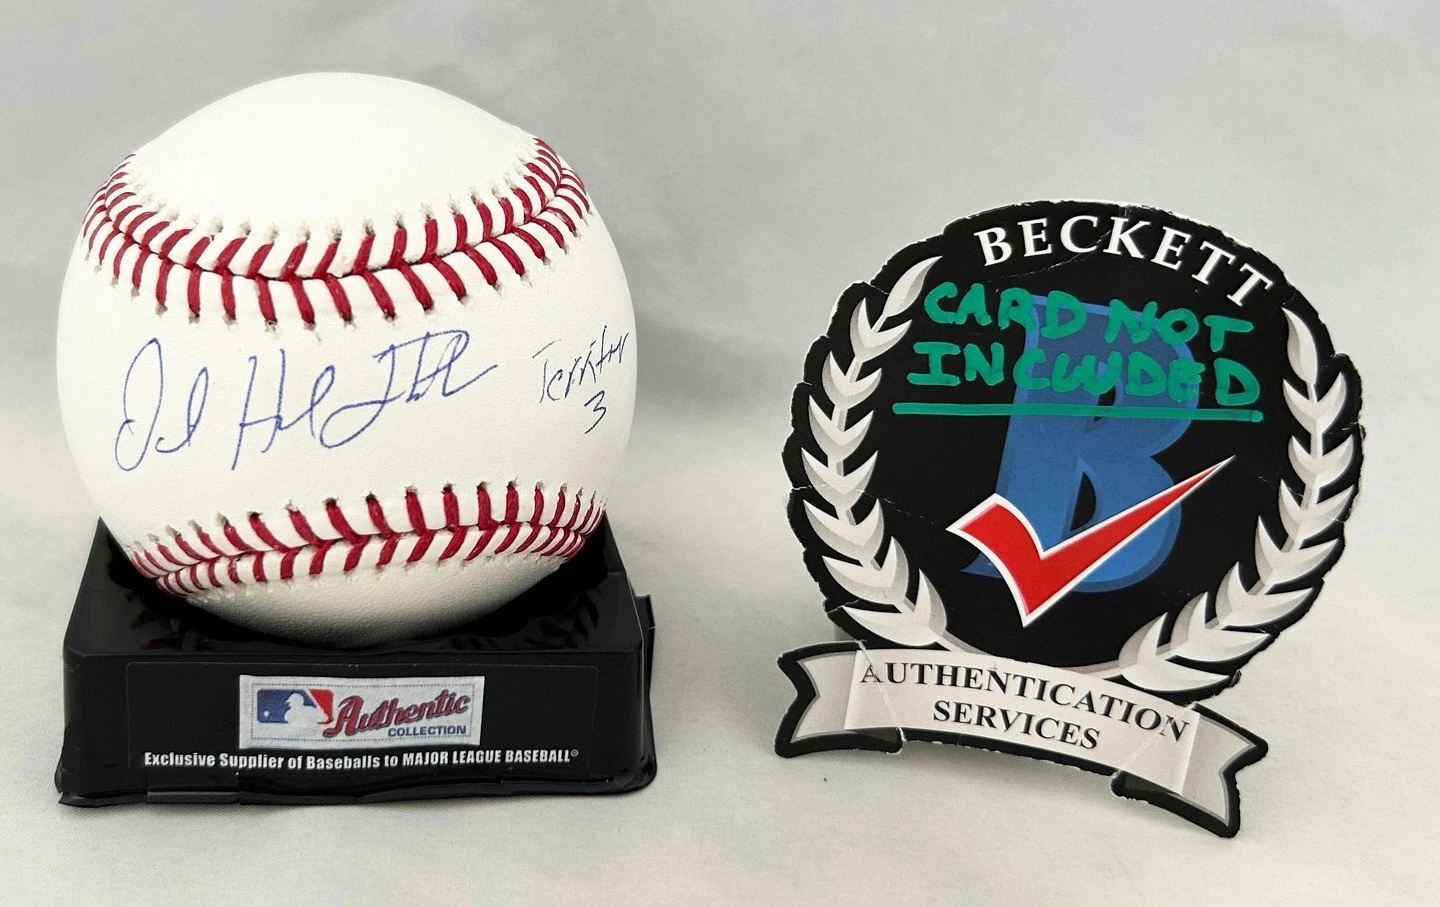 Terrifier
3
Authentic
COLLECTION
Exclusive Supplier of Baseballs to MAJOR LEAGUE BASEBALL®
BECKETT
CARD NOT
INCLUDED
B
AUTHENTICATION
SERVICES